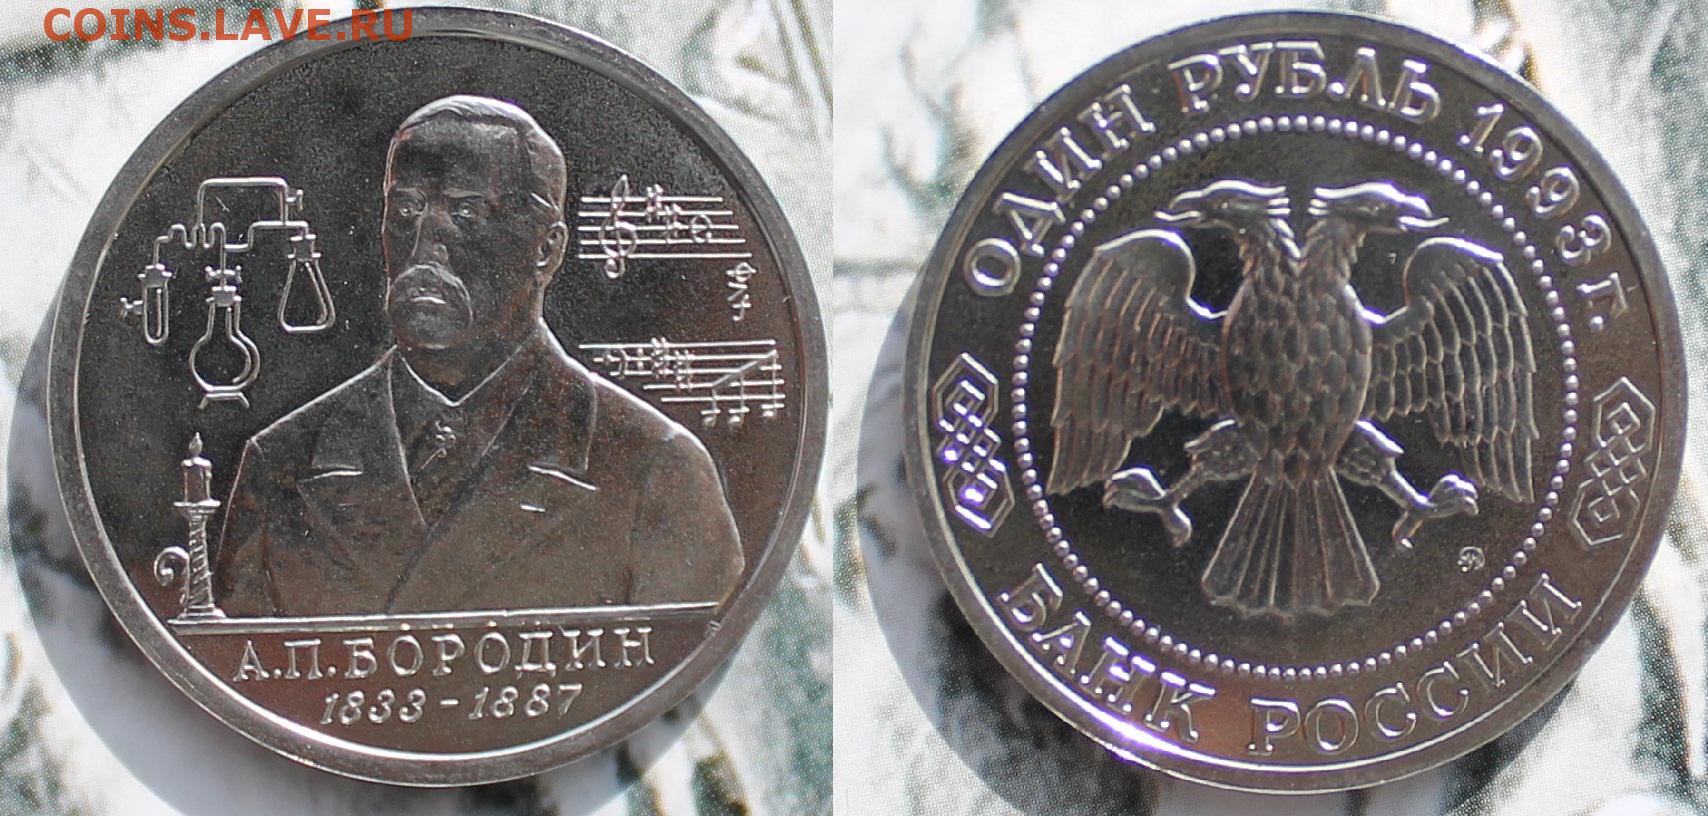 COINS.LAVE.RU
А.П.БОРОДИН
1833-1887
ОДИН РУБЛЬ 1993 г.
БАНК РОССИИ